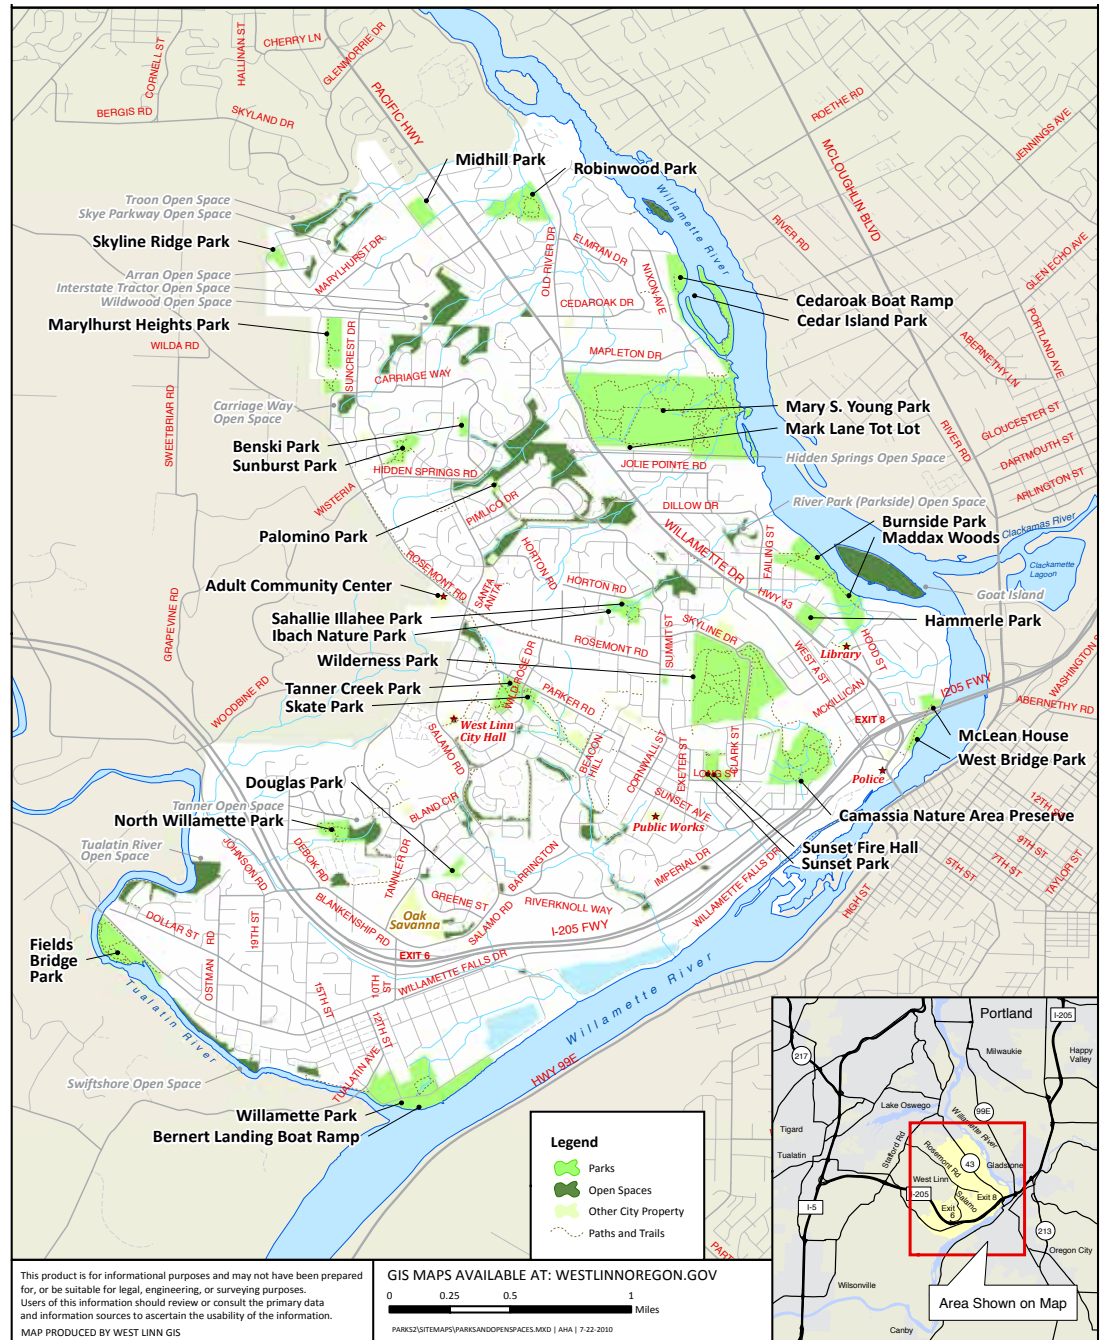 CORNELL ST
HALLINAN ST
CHERRY LN
GLENMORRIE DR
BERGIS RD
SKYLAND DR
PACIFIC HWY
ROETHE RD
JENNINGS AVE
MCLOUGHLIN BLVD
Midhill Park
Robinwood Park
Willamette River
Troon Open Space
Skye Parkway Open Space
Skyline Ridge Park
MARYLHURST DR
OLD RIVER DR
ELMRAN DR
NIXON AVE
RIVER RD
GLEN ECHO AVE
Arran Open Space
Interstate Tractor Open Space
Wildwood Open Space
CEDAROAK DR
Cedaroak Boat Ramp
Cedar Island Park
PORTLAND AVE
Marylhurst Heights Park
WILDA RD
SUNCREST DR
MAPLETON DR
ABERNETHY LN
CARRIAGE WAY
SWEETBRIAR RD
Carriage Way
Open Space
Mary S. Young Park
Mark Lane Tot Lot
GLOUCESTER ST
DARTMOUTH ST
ARLINGTON ST
RIVER RD
Benski Park
Sunburst Park
HIDDEN SPRINGS RD
JOLIE POINTE RD
Hidden Springs Open Space
WISTERIA
PIMLICO DR
DILLOW DR
River Park (Parkside) Open Space
Clackamas River
Palomino Park
WILLAMETTE DR
FAILING ST
Burnside Park
Maddax Woods
Clackamette
Lagoon
ROSEMONT RD
HORTON RD
SANTA
ANITA
HORTON RD
HWY 43
Goat Island
Adult Community Center
Sahallie Illahee Park
Ibach Nature Park
Hammerle Park
GRAPEVINE RD
ROSEMONT RD
SUMMIT ST
SKYLINE DR
WEST A ST
Library
HOOD ST
Wilderness Park
WILD ROSE DR
Tanner Creek Park
Skate Park
PARKER RD
MCKILLICAN
I205 FWY
WASHINGTON S
ABERNETHY RD
WOODBINE RD
EXIT 8
West Linn
City Hall
SALAMO RD
BEACON
HILL
CORNWALL ST
EXETER ST
CLARK ST
LONG ST
McLean House
West Bridge Park
Police
Douglas Park
Tanner Open Space
North Willamette Park
BLAND CIR
SUNSET AVE
Public Works
Camassia Nature Area Preserve
12TH ST
9TH ST
7TH ST
5TH ST
TAYLOR ST
Tualatin River
Open Space
JOHNSON RD
DEBOK RD
TANNLER DR
BARRINGTON
IMPERIAL DR
Sunset Fire Hall
Sunset Park
WILLAMETTE FALLS DR
HIGH ST
GREENE ST
RIVERKNOLL WAY
DOLLAR ST
19TH ST
BLANKENSHIP RD
Oak
Savanna
SALAMO RD
I-205 FWY
Fields
Bridge
Park
OSTMAN RD
EXIT 6
WILLAMETTE FALLS DR
10TH
ST
15TH ST
Willamette River
Tualatin River
12TH ST
TUALATIN AVE
HWY 99E
Swiftshore Open Space
Willamette Park
Bernert Landing Boat Ramp
Legend
Parks
Open Spaces
Other City Property
Paths and Trails
PART
Portland
I-205
217
Milwaukie
Happy
Valley
Lake Oswego
99E
Willamette River
Tigard
Tualatin
Stafford Rd
Rosemont Rd
43
Gladstone
West Linn
I-205
Salamo
Exit 8
Exit
6
I-5
213
Oregon City
Wilsonville
Canby
Area Shown on Map
This product is for informational purposes and may not have been prepared
for, or be suitable for legal, engineering, or surveying purposes.
Users of this information should review or consult the primary data
and information sources to ascertain the usability of the information.
MAP PRODUCED BY WEST LINN GIS
GIS MAPS AVAILABLE AT: WESTLINNOREGON.GOV
0 0.25 0.5 1
Miles
PARKS2\SITEMAPS\PARKSANDOPENSPACES.MXD | AHA | 7-22-2010